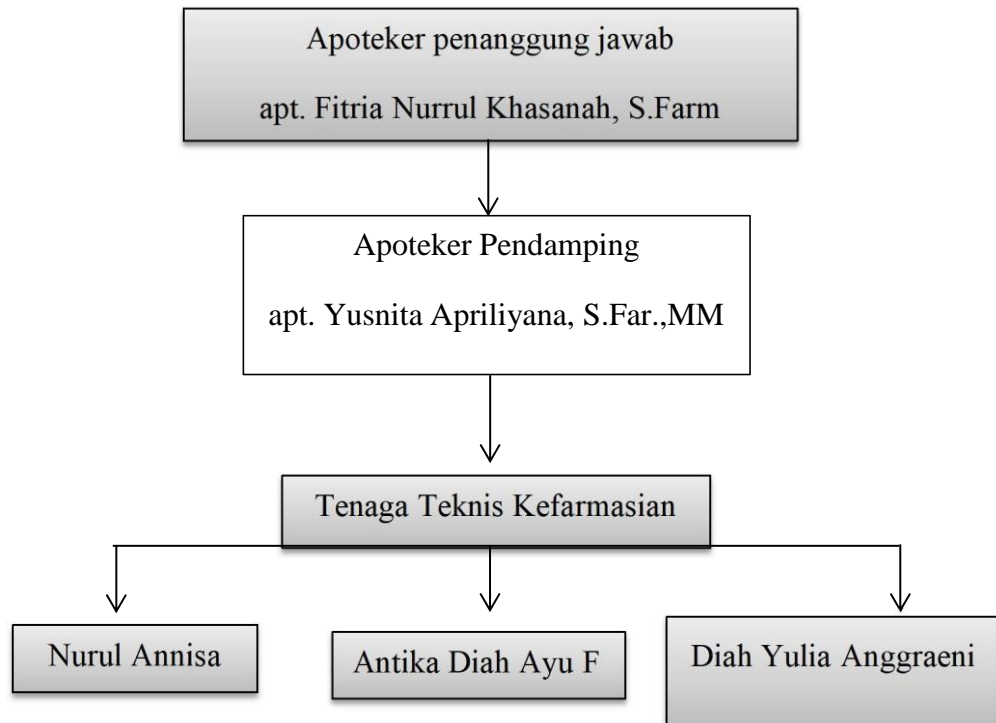 Apoteker penanggung jawab
apt. Fitria Nurrul Khasanah, S.Farm
Apoteker Pendamping
apt. Yusnita Apriliyana, S.Far.,MM
Tenaga Teknis Kefarmasian
Nurul Annisa
Antika Diah Ayu F
Diah Yulia Anggraeni